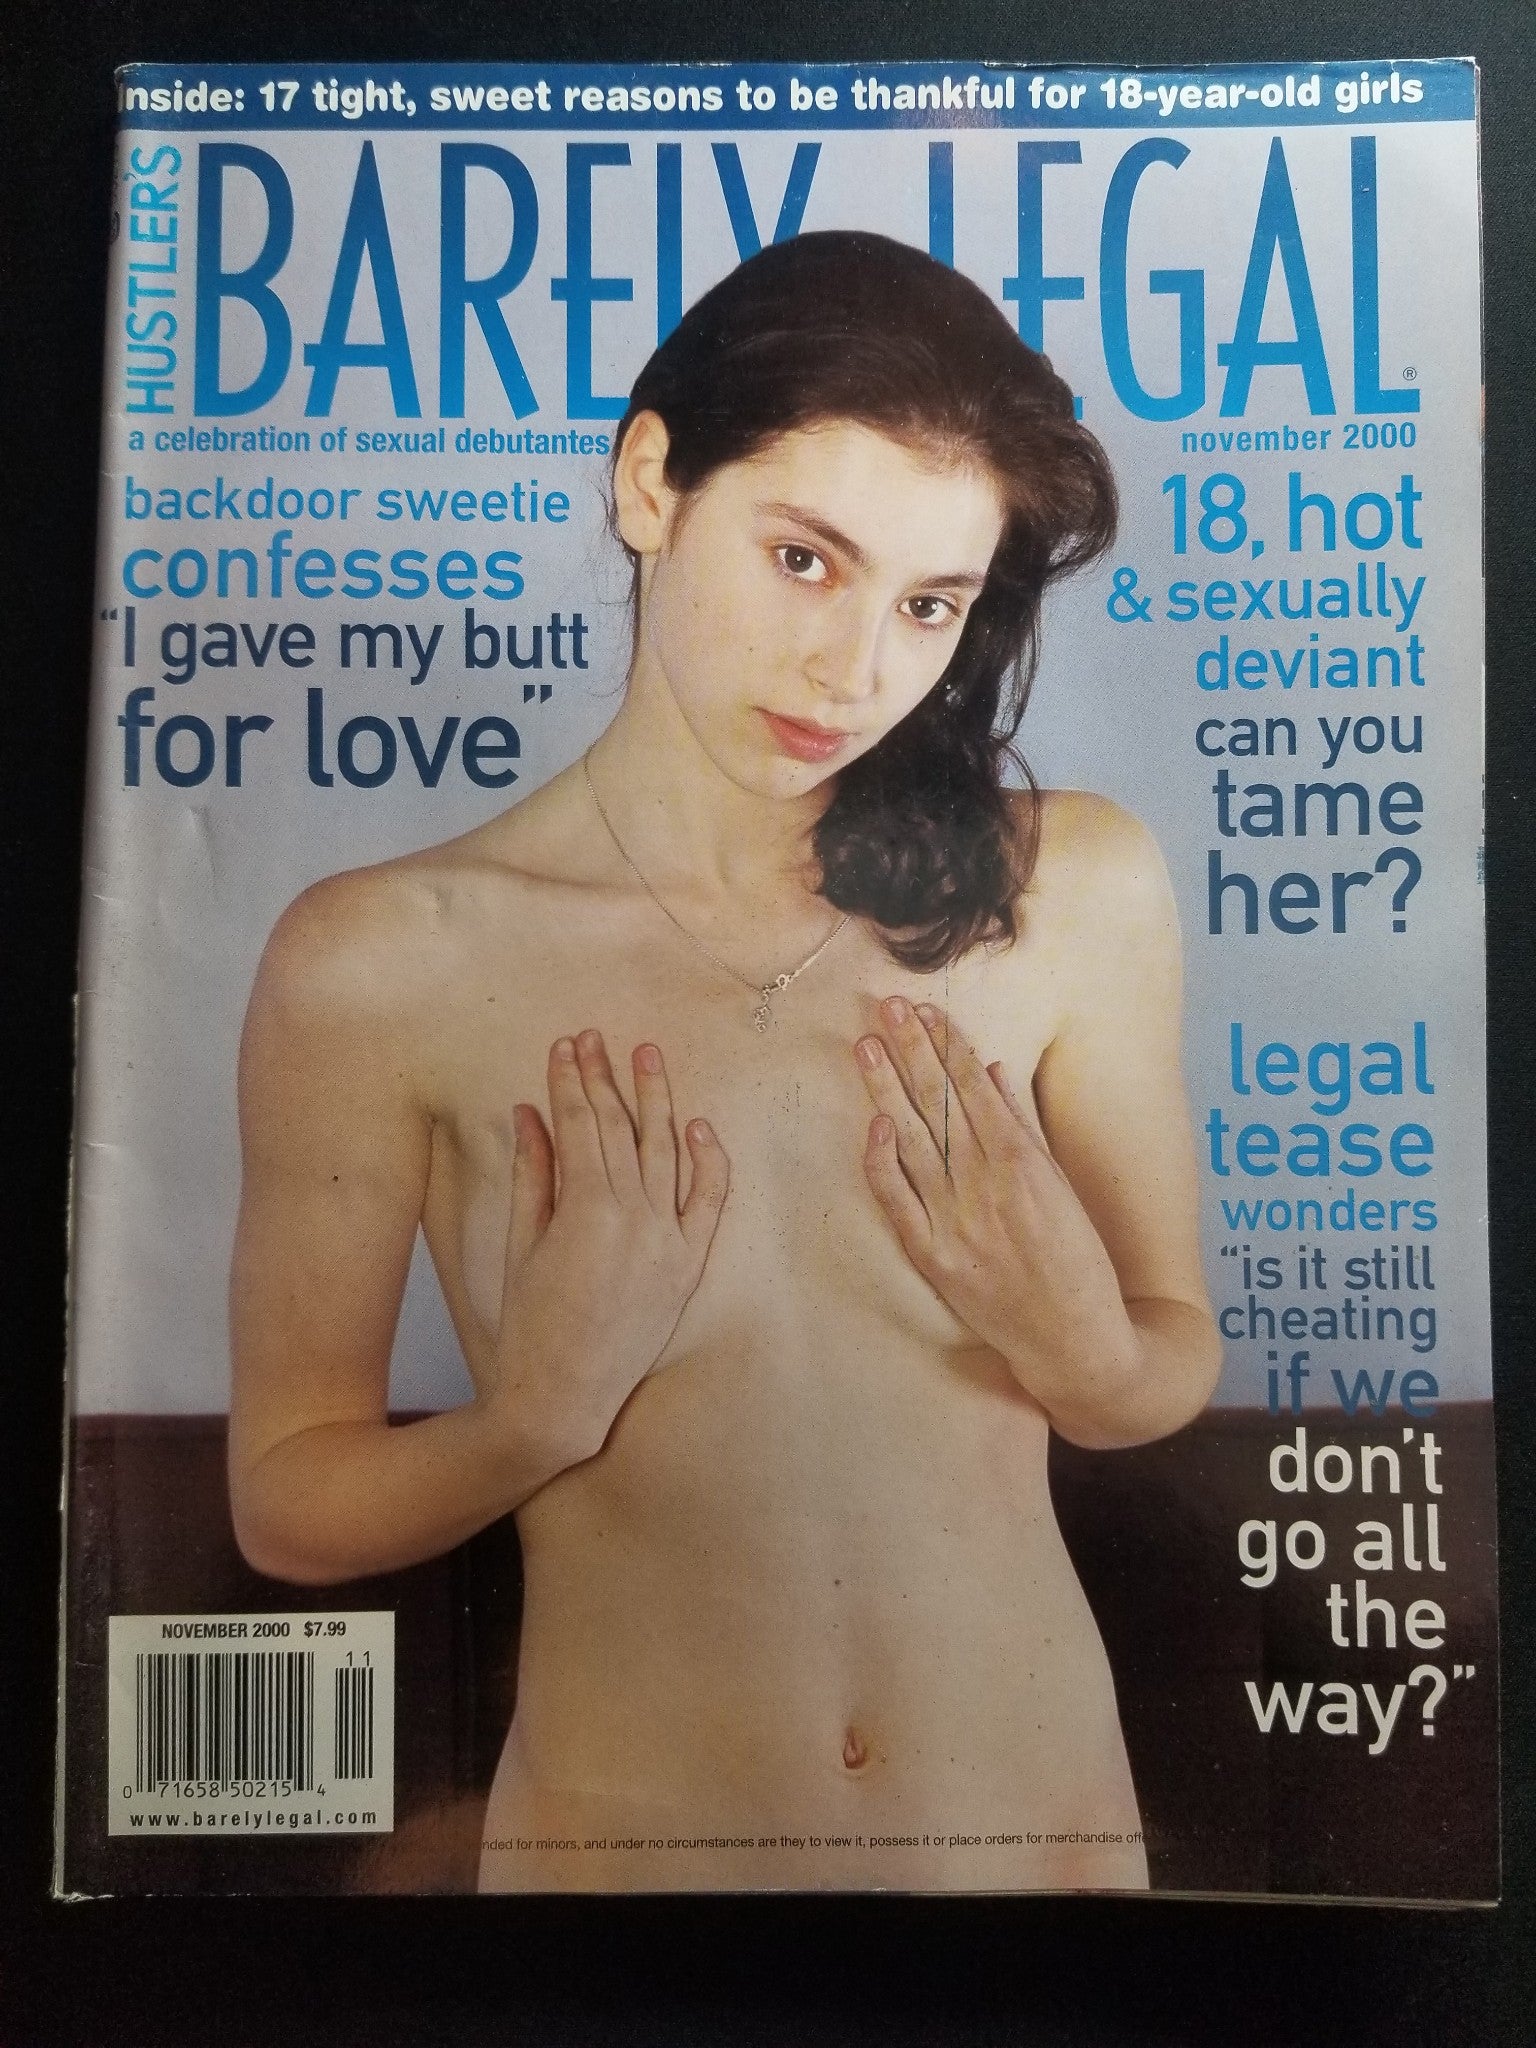 nside: 17 tight, sweet reasons to be thankful for 18-year-old girls
HUSTLER'S
BARELY LEGAL®
a celebration of sexual debutantes
november 2000
backdoor sweetie
confesses
"I gave my butt
for love"
18, hot
& sexually
deviant
can you
tame
her?
legal
tease
wonders
"is it still
cheating
if we
don't
go all
the
way?"
NOVEMBER 2000 $7.99
11
0 71658 50215 4
www.barelylegal.com
for minors, and under no circumstances are they to view it, possess it or place orders for merchandise